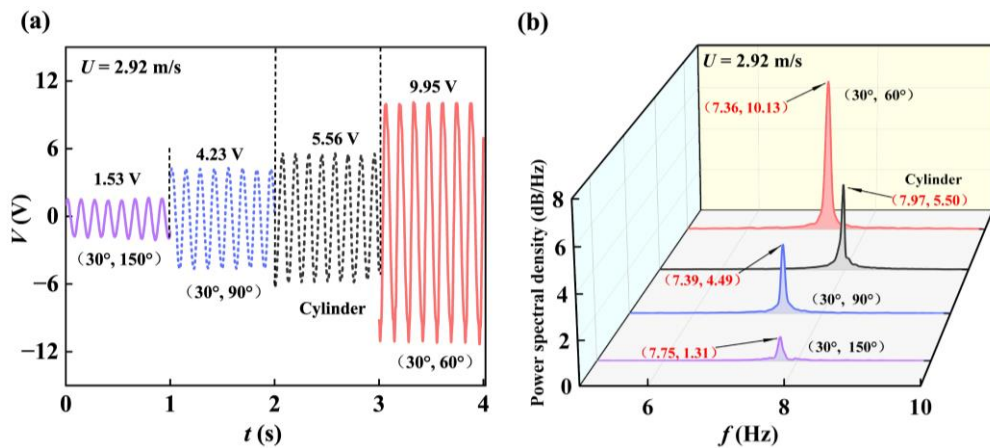 (a)
U = 2.92 m/s
9.95 V
5.56 V
4.23 V
1.53 V
(30°, 150°)
(30°, 90°)
Cylinder
(30°, 60°)
V (V)
12
6
0
−6
−12
0 1 2 3 4
t (s)
(b)
U = 2.92 m/s
(7.36, 10.13)
(30°, 60°)
Cylinder
(7.97, 5.50)
(7.39, 4.49)
(30°, 90°)
(7.75, 1.31)
(30°, 150°)
Power spectral density (dB/Hz)
8
6
4
2
0
6 8 10
f (Hz)